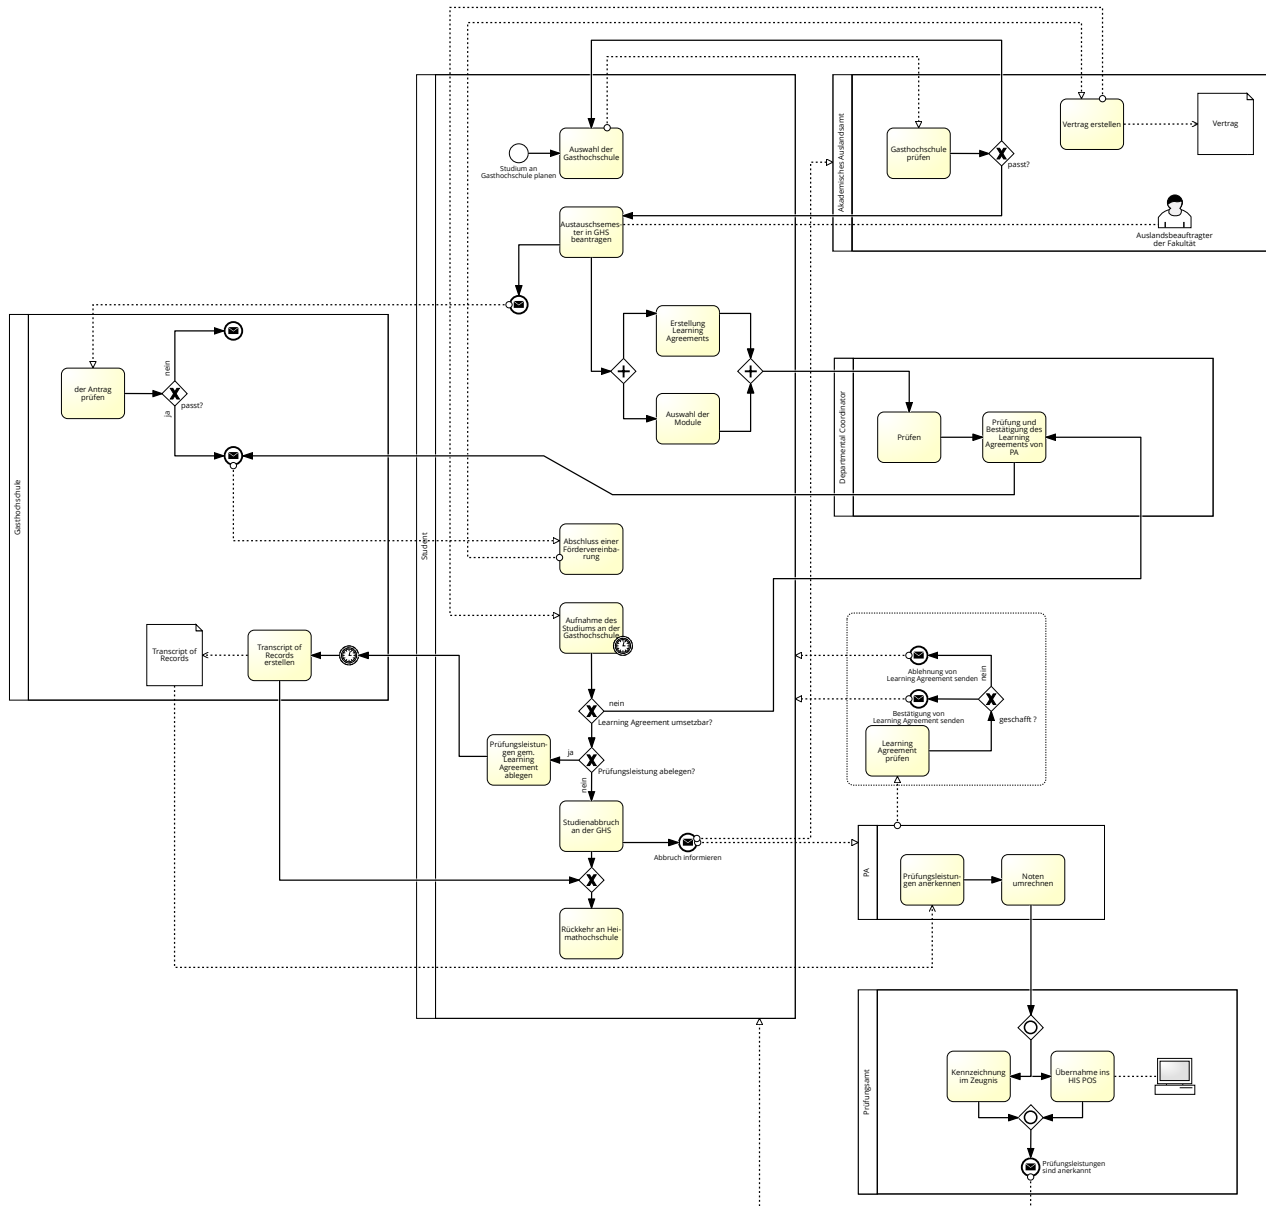 Auswahl der
Gasthochschule
Studium an
Gasthochschule planen
Akademisches Auslandsamt
Gasthochschule
prüfen
passt?
Vertrag erstellen
Vertrag
Auslandsbeauftragter
der Fakultät
Austauschsemes-
ter in GHS
beantragen
Gasthochschule
der Antrag
prüfen
nein
passt?
ja
Student
Erstellung
Learning
Agreements
Auswahl der
Module
Departmental Coordinator
Prüfen
Prüfung und
Bestätigung des
Learning
Agreements von
PA
Abschluss einer
Fördervereinba-
rung
Aufnahme des
Studiums an der
Gasthochschule
Transcript of
Records
Transcript of
Records
erstellen
nein
Learning Agreement umsetzbar?
Prüfungsleistun-
gen gem.
Learning
Agreement
ablegen
ja
Prüfungsleistung abelegen?
nein
Studienabbruch
an der GHS
Abbruch informieren
Rückkehr an Hei-
mathochschule
nein
Ablehnung von
Learning Agreement senden
Bestätigung von
Learning Agreement senden
geschafft ?
Learning
Agreement
prüfen
PA
Prüfungsleistun-
gen anerkennen
Noten
umrechnen
Prüfungsamt
Kennzeichnung
im Zeugnis
Übernahme ins
HIS POS
Prüfungsleistungen
sind anerkannt